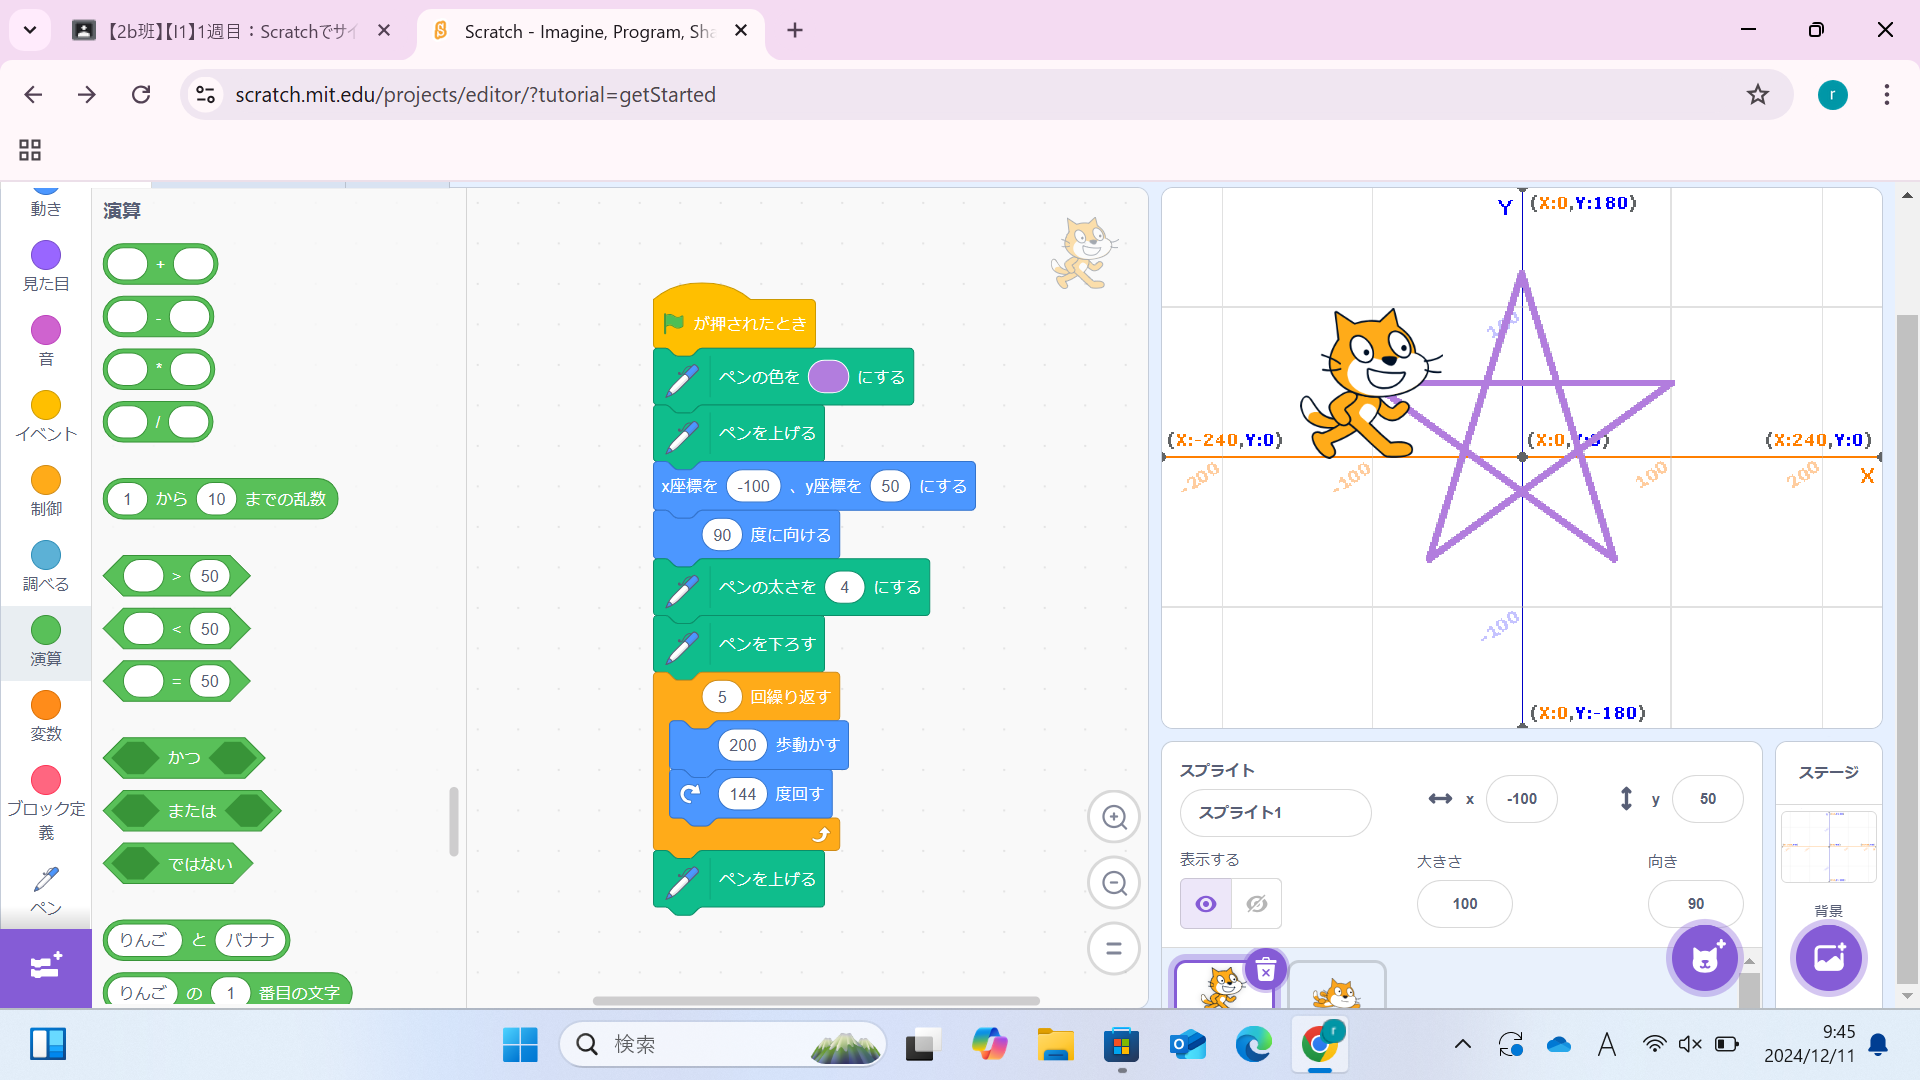 【2b班】【I1】1週目：Scratchでサイ
Scratch - Imagine, Program, Sha
scratch.mit.edu/projects/editor/?tutorial=getStarted
r
動き
見た目
音
イベント
制御
調べる
演算
変数
ブロック定
義
ペン
演算
+
-
*
/
1 から 10 までの乱数
> 50
< 50
= 50
かつ
または
ではない
りんご と バナナ
りんご の 1 番目の文字
が押されたとき
ペンの色を にする
ペンを上げる
x座標を -100 、y座標を 50 にする
90 度に向ける
ペンの太さを 4 にする
ペンを下ろす
5 回繰り返す
200 歩動かす
144 度回す
ペンを上げる
Y (X:0,Y:180)
100
(X:-240,Y:0) (X:0,Y:0) (X:240,Y:0)
-200 -100 100 200 X
-100
(X:0,Y:-180)
スプライト
スプライト1
x -100
y 50
表示する
大きさ 100
向き 90
ステージ
背景
検索
r
A
9:45
2024/12/11